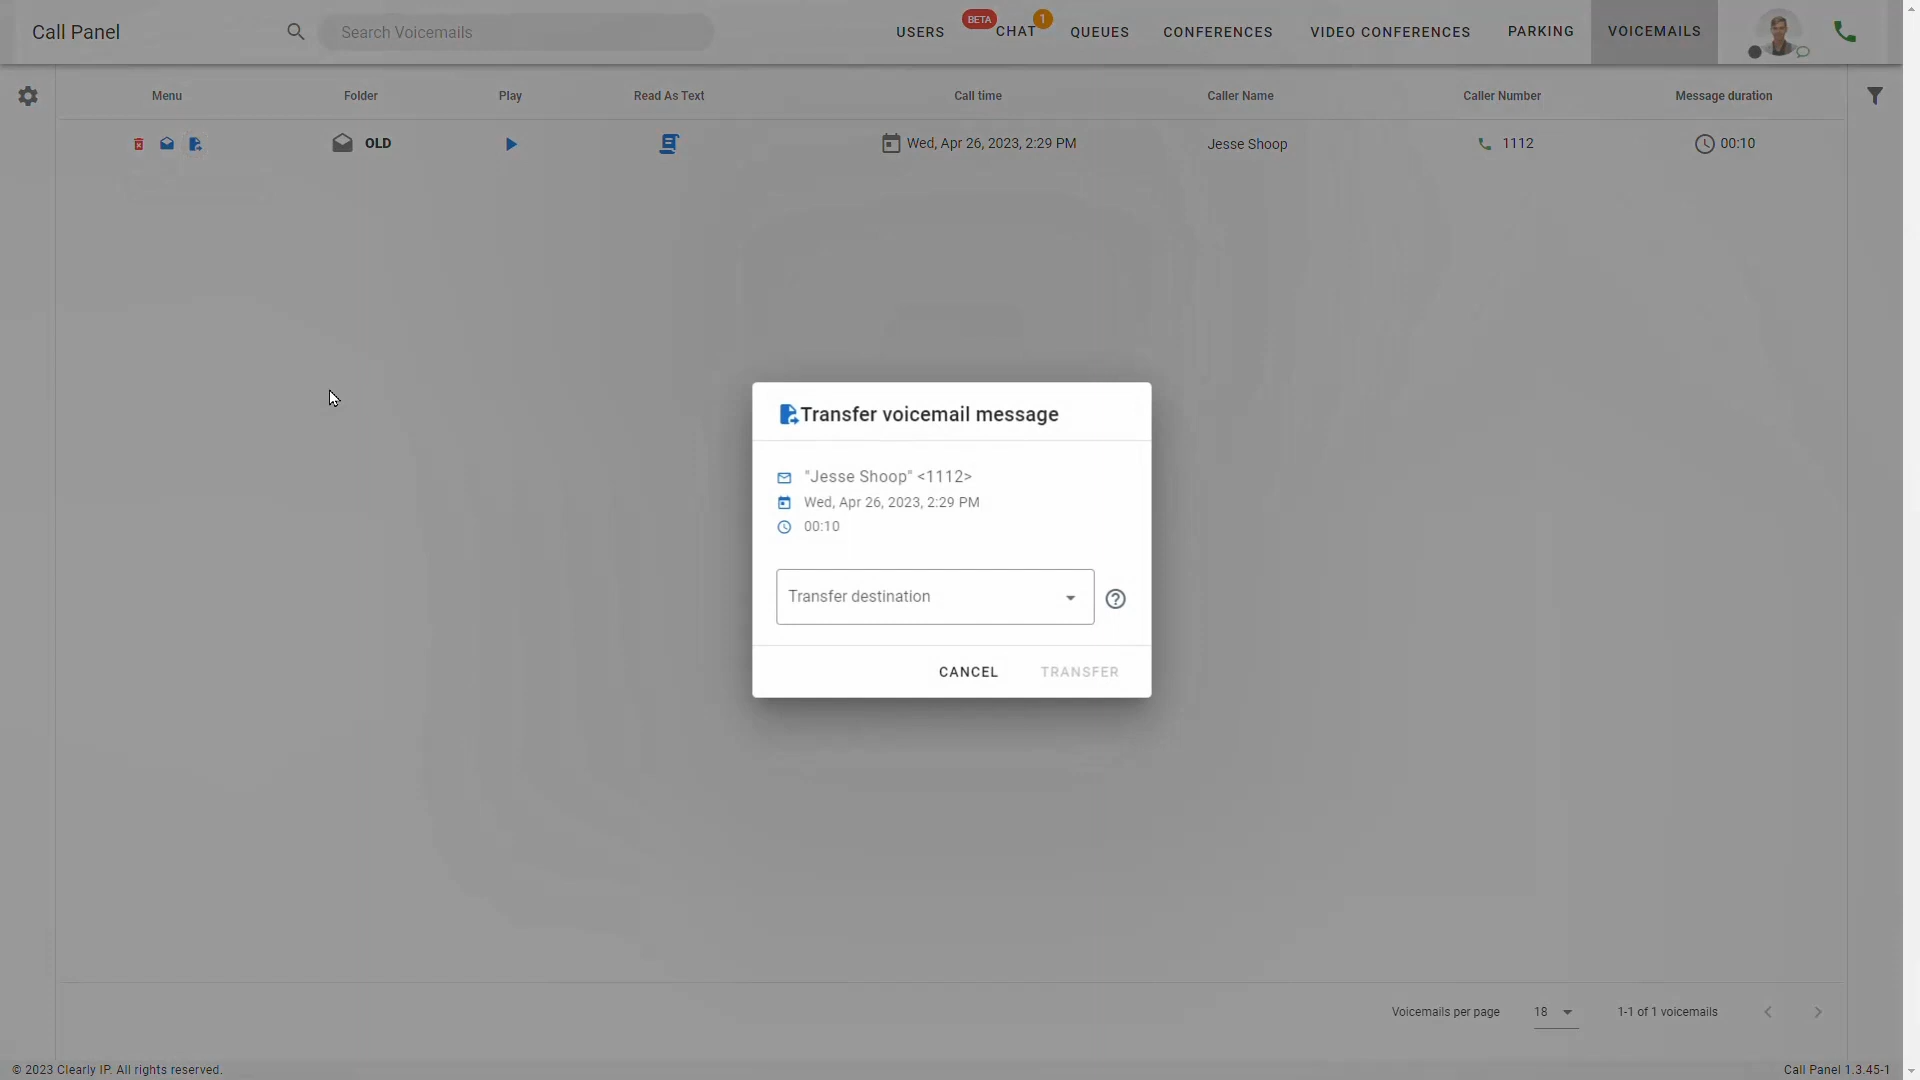 Call Panel
Search Voicemails
USERS
BETA
CHAT
1
QUEUES
CONFERENCES
VIDEO CONFERENCES
PARKING
VOICEMAILS
Menu Folder Play Read As Text Call time Caller Name Caller Number Message duration
OLD Wed, Apr 26, 2023, 2:29 PM Jesse Shoop 1112 00:10
Transfer voicemail message
"Jesse Shoop" <1112>
Wed, Apr 26, 2023, 2:29 PM
00:10
Transfer destination
CANCEL TRANSFER
Voicemails per page 18 1-1 of 1 voicemails
© 2023 Clearly IP. All rights reserved. Call Panel 1.3.45-1